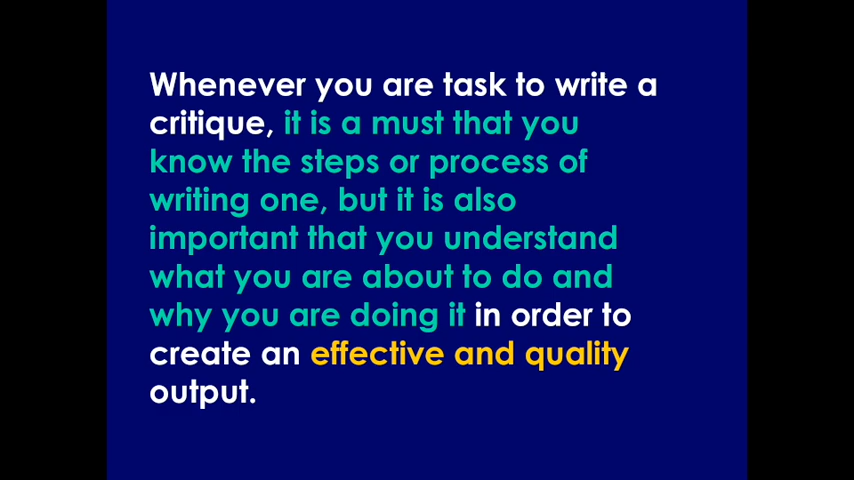 Whenever you are task to write a
critique, it is a must that you
know the steps or process of
writing one, but it is also
important that you understand
what you are about to do and
why you are doing it in order to
create an effective and quality
output.